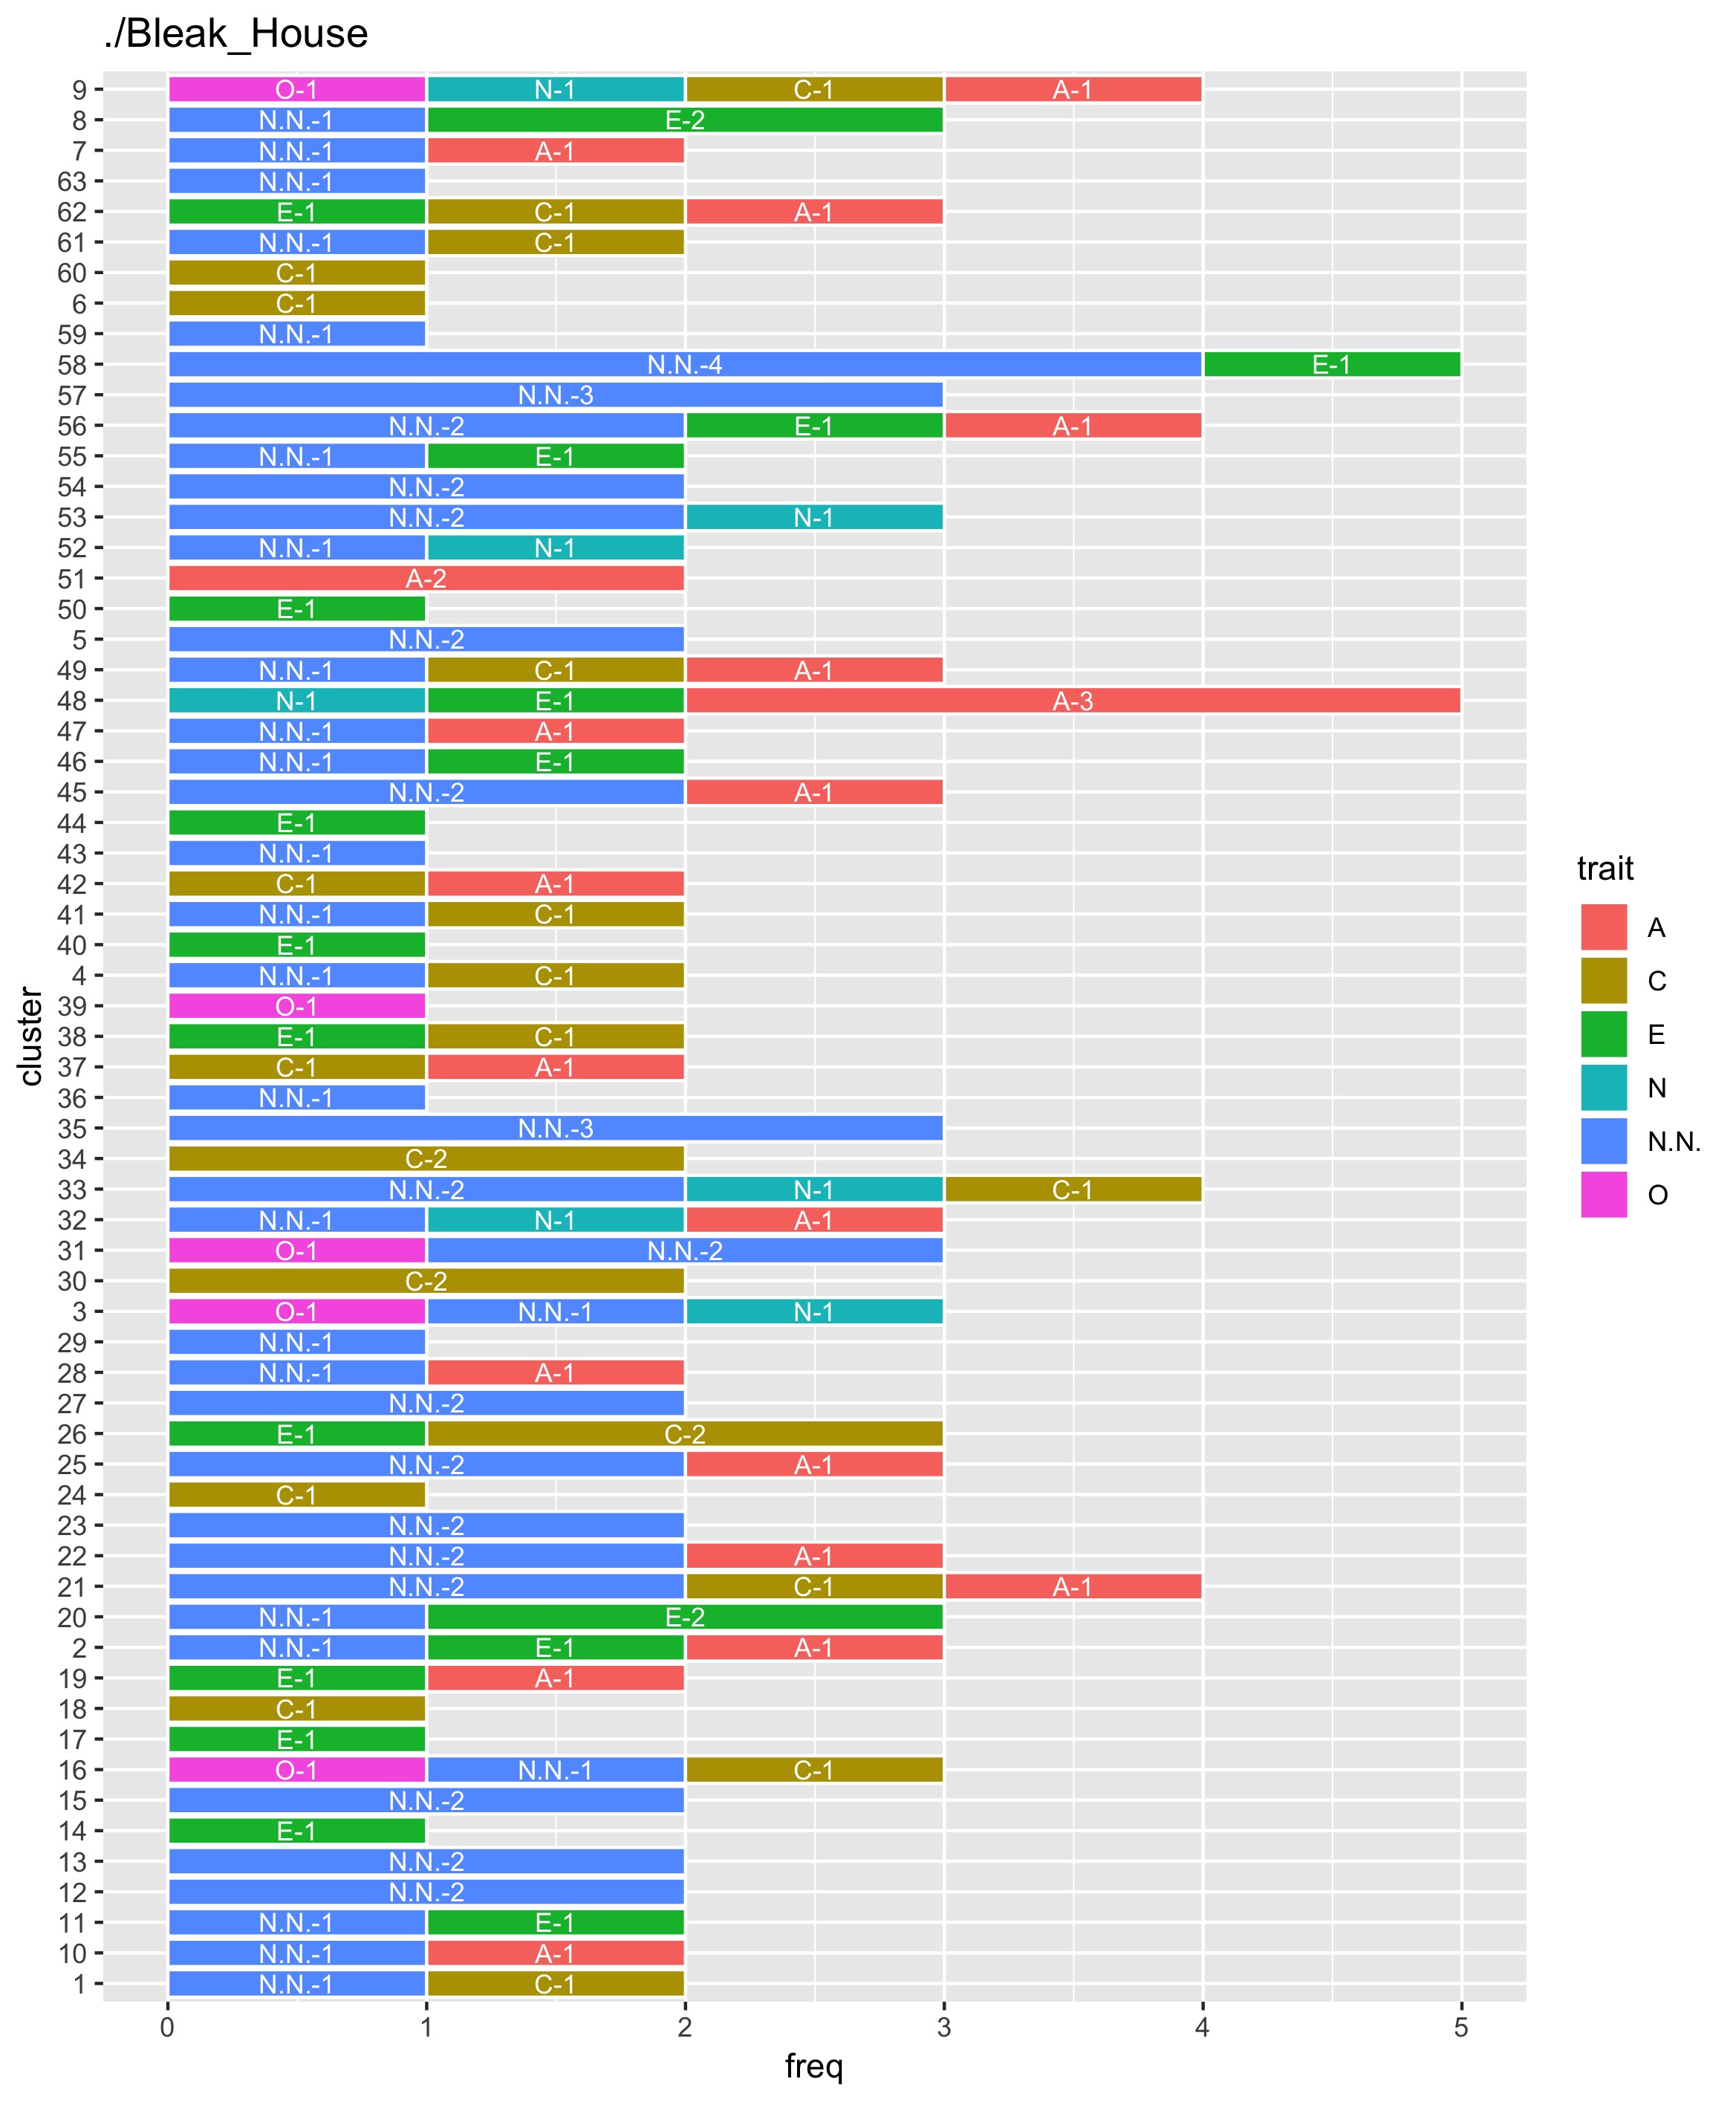 ./Bleak_House
9 O-1 N-1 C-1 A-1
8 N.N.-1 E-2
7 N.N.-1 A-1
63 N.N.-1
62 E-1 C-1 A-1
61 N.N.-1 C-1
60 C-1
6 C-1
59 N.N.-1
58 N.N.-4 E-1
57 N.N.-3
56 N.N.-2 E-1 A-1
55 N.N.-1 E-1
54 N.N.-2
53 N.N.-2 N-1
52 N.N.-1 N-1
51 A-2
50 E-1
5 N.N.-2
49 N.N.-1 C-1 A-1
48 N-1 E-1 A-3
47 N.N.-1 A-1
46 N.N.-1 E-1
45 N.N.-2 A-1
44 E-1
43 N.N.-1
42 C-1 A-1
41 N.N.-1 C-1
40 E-1
4 N.N.-1 C-1
39 O-1
38 E-1 C-1
37 C-1 A-1
36 N.N.-1
35 N.N.-3
34 C-2
33 N.N.-2 N-1 C-1
32 N.N.-1 N-1 A-1
31 O-1 N.N.-2
30 C-2
3 O-1 N.N.-1 N-1
29 N.N.-1
28 N.N.-1 A-1
27 N.N.-2
26 E-1 C-2
25 N.N.-2 A-1
24 C-1
23 N.N.-2
22 N.N.-2 A-1
21 N.N.-2 C-1 A-1
20 N.N.-1 E-2
2 N.N.-1 E-1 A-1
19 E-1 A-1
18 C-1
17 E-1
16 O-1 N.N.-1 C-1
15 N.N.-2
14 E-1
13 N.N.-2
12 N.N.-2
11 N.N.-1 E-1
10 N.N.-1 A-1
1 N.N.-1 C-1
0 1 2 3 4 5
freq
cluster
trait
A
C
E
N
N.N.
O